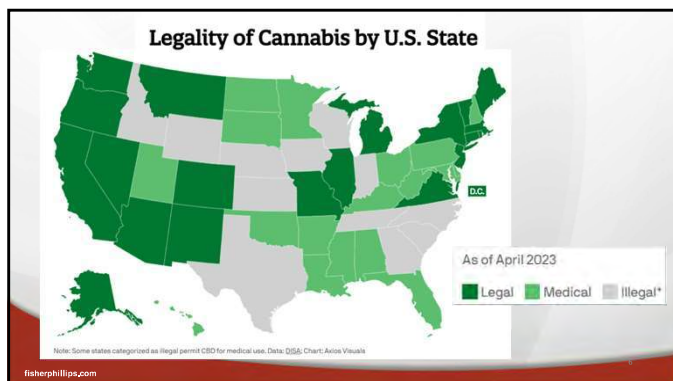 Legality of Cannabis by U.S. State
D.C.
As of April 2023
Legal Medical Illegal*
Note: Some states categorized as illegal permit CBD for medical use. Data: DISA; Chart: Axios Visuals
fisherphillips.com